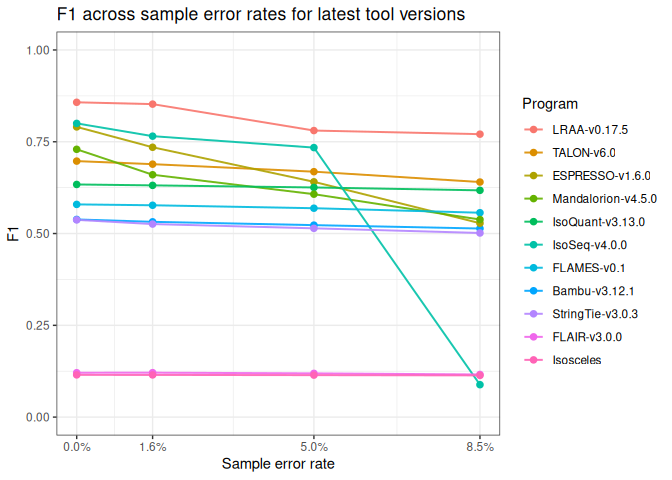 F1 across sample error rates for latest tool versions
1.00
0.75
0.50
0.25
0.00
F1
0.0%
1.6%
5.0%
8.5%
Sample error rate
Program
LRAA-v0.17.5
TALON-v6.0
ESPRESSO-v1.6.0
Mandalorion-v4.5.0
IsoQuant-v3.13.0
IsoSeq-v4.0.0
FLAMES-v0.1
Bambu-v3.12.1
StringTie-v3.0.3
FLAIR-v3.0.0
Isosceles